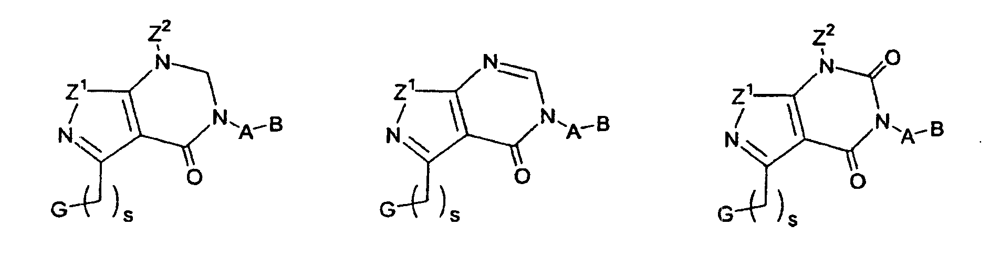 Z² N Z¹ N N A B O G ( ) s
N Z¹ N N A B O G ( ) s
Z² N O Z¹ N N A B O G ( ) s